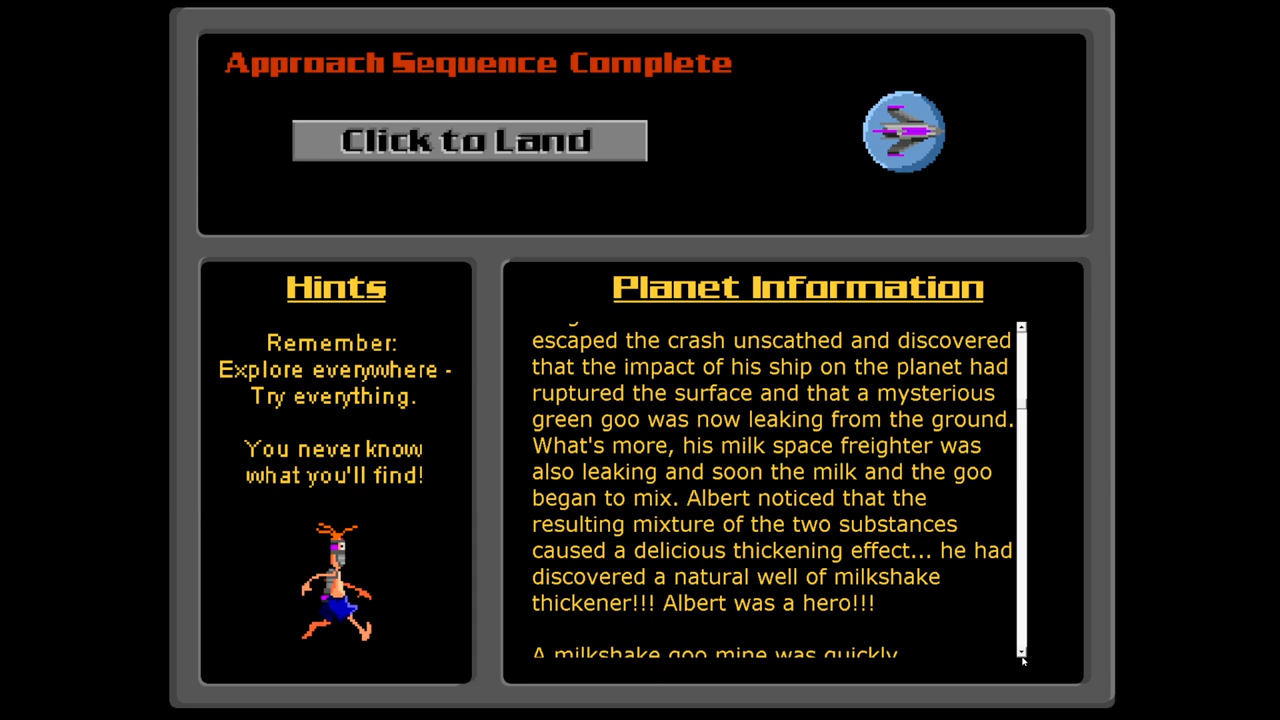 Approach Sequence Complete
Click to Land
Hints
Remember:
Explore everywhere -
Try everything.
You never know
what you'll find!
Planet Information
escaped the crash unscathed and discovered
that the impact of his ship on the planet had
ruptured the surface and that a mysterious
green goo was now leaking from the ground.
What's more, his milk space freighter was
also leaking and soon the milk and the goo
began to mix. Albert noticed that the
resulting mixture of the two substances
caused a delicious thickening effect... he had
discovered a natural well of milkshake
thickener!!! Albert was a hero!!!
A milkshake goo mine was quickly